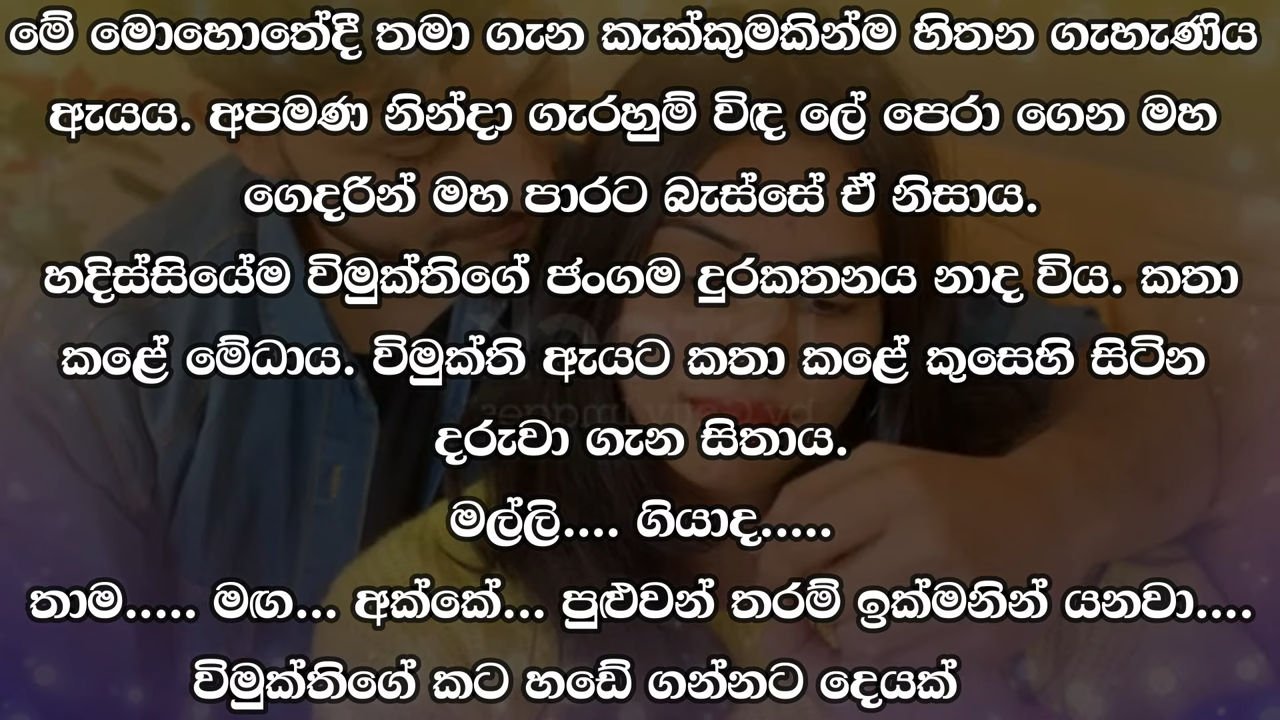 මේ මොහොතේදී තමා ගැන කැක්කුමකින්ම හිතන ගැහැණිය
ඇයය. අපමණ නින්දා ගැරහුම් විඳ ලේ පෙරා ගෙන මහ
ගෙදරින් මහ පාරට බැස්සේ ඒ නිසාය.
හදිස්සියේම විමුක්තිගේ ජංගම දුරකතනය නාද විය. කතා
කළේ මේධාය. විමුක්ති ඇයට කතා කළේ කුසෙහි සිටින
දරුවා ගැන සිතාය.
මල්ලි.... ගියාද.....
තාම..... මඟ... අක්කේ... පුළුවන් තරම් ඉක්මනින් යනවා....
විමුක්තිගේ කට හඬේ ගන්නට දෙයක්